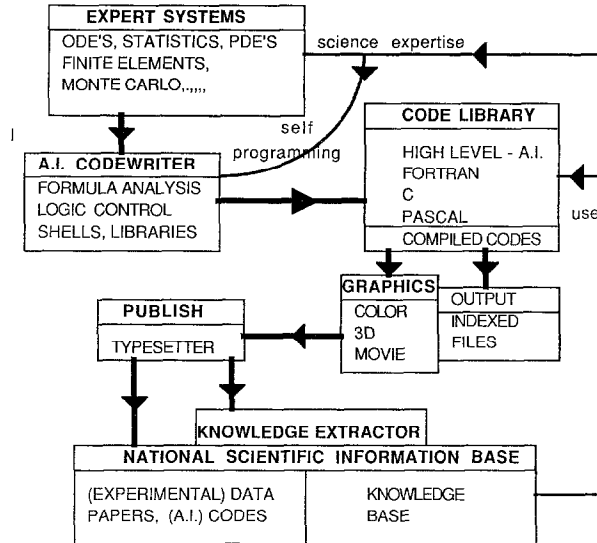 EXPERT SYSTEMS
ODE'S, STATISTICS, PDE'S
FINITE ELEMENTS,
MONTE CARLO,.,,,,
science expertise
self
programming
A.I. CODEWRITER
FORMULA ANALYSIS
LOGIC CONTROL
SHELLS, LIBRARIES
CODE LIBRARY
HIGH LEVEL - A.I.
FORTRAN
C
PASCAL
COMPILED CODES
use
GRAPHICS
COLOR
3D
MOVIE
OUTPUT
INDEXED
FILES
PUBLISH
TYPESETTER
KNOWLEDGE EXTRACTOR
NATIONAL SCIENTIFIC INFORMATION BASE
(EXPERIMENTAL) DATA
PAPERS, (A.I.) CODES
KNOWLEDGE
BASE